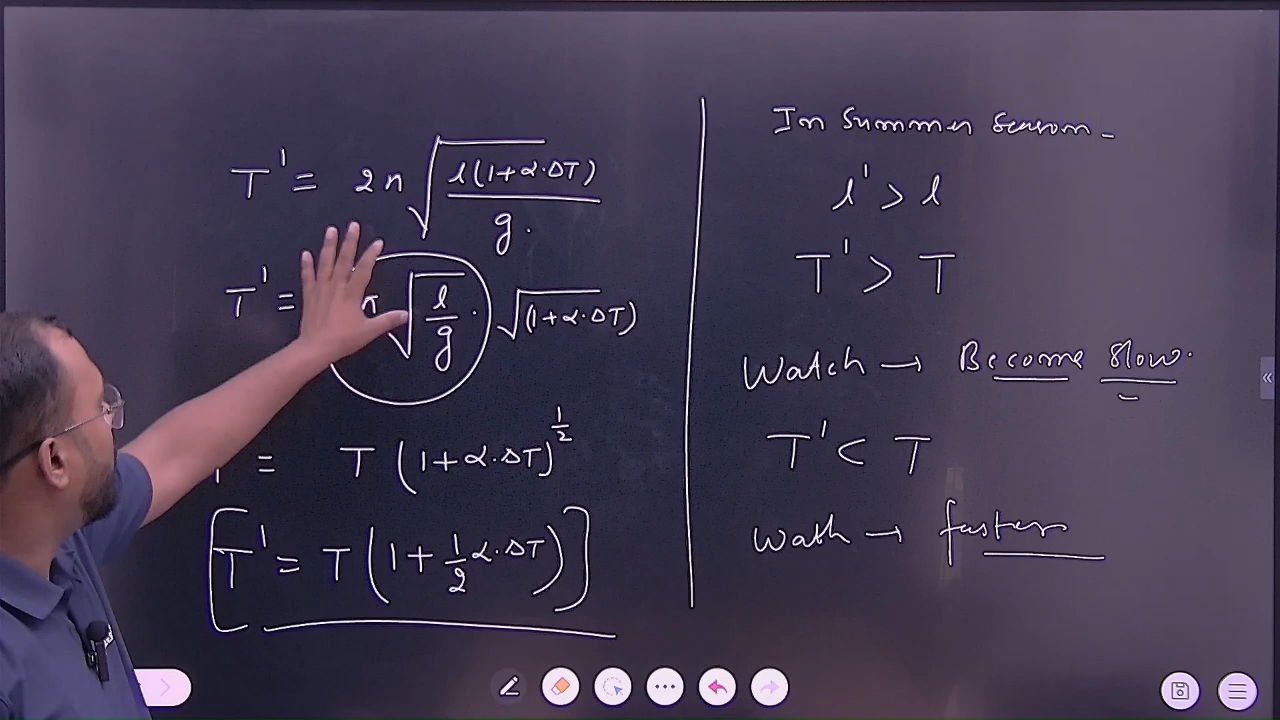 T' = 2π √(l(1+α·ΔT)/g).
T' = π √(l/g) · √(1+α·ΔT)
= T (1+α·ΔT)^1/2
[T' = T(1+1/2 α·ΔT)]
In Summer Season -
l' > l
T' > T
Watch → Become Slow.
T' < T
Wath → faster